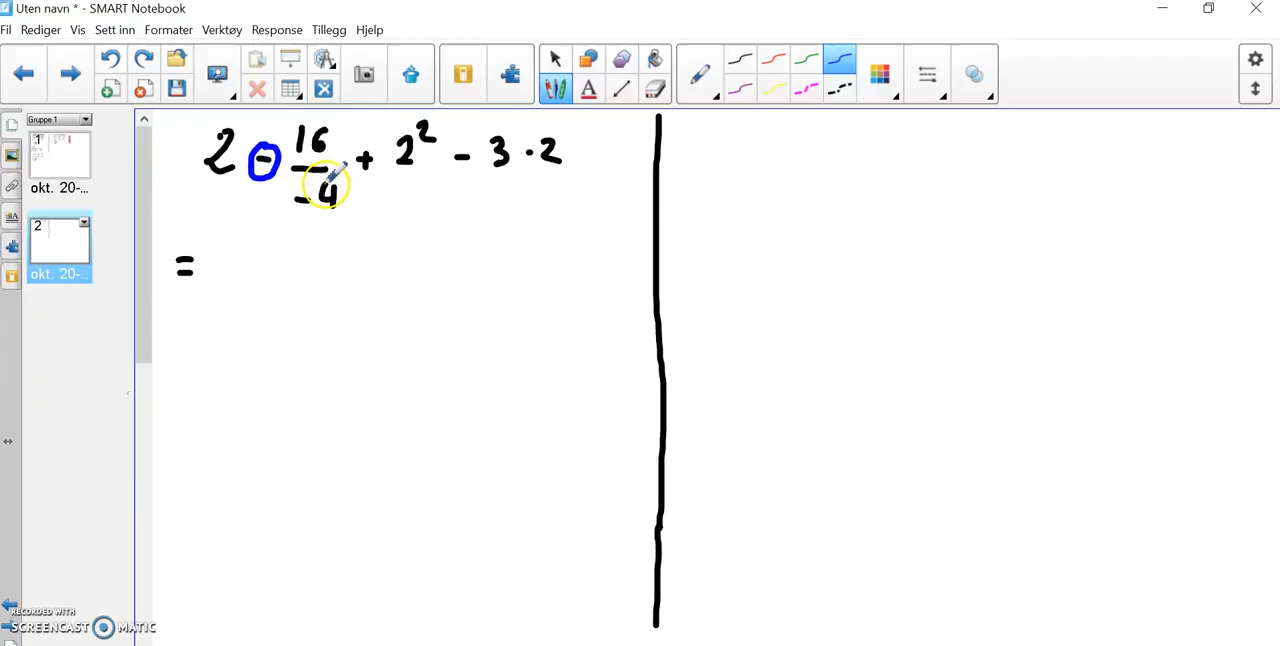 Uten navn * - SMART Notebook
Fil Rediger Vis Sett inn Formater Verktøy Response Tillegg Hjelp
Gruppe 1
1
okt. 20-...
2
okt. 20-...
2 - 16/-4 + 2² - 3 · 2
=
RECORDED WITH
SCREENCAST MATIC